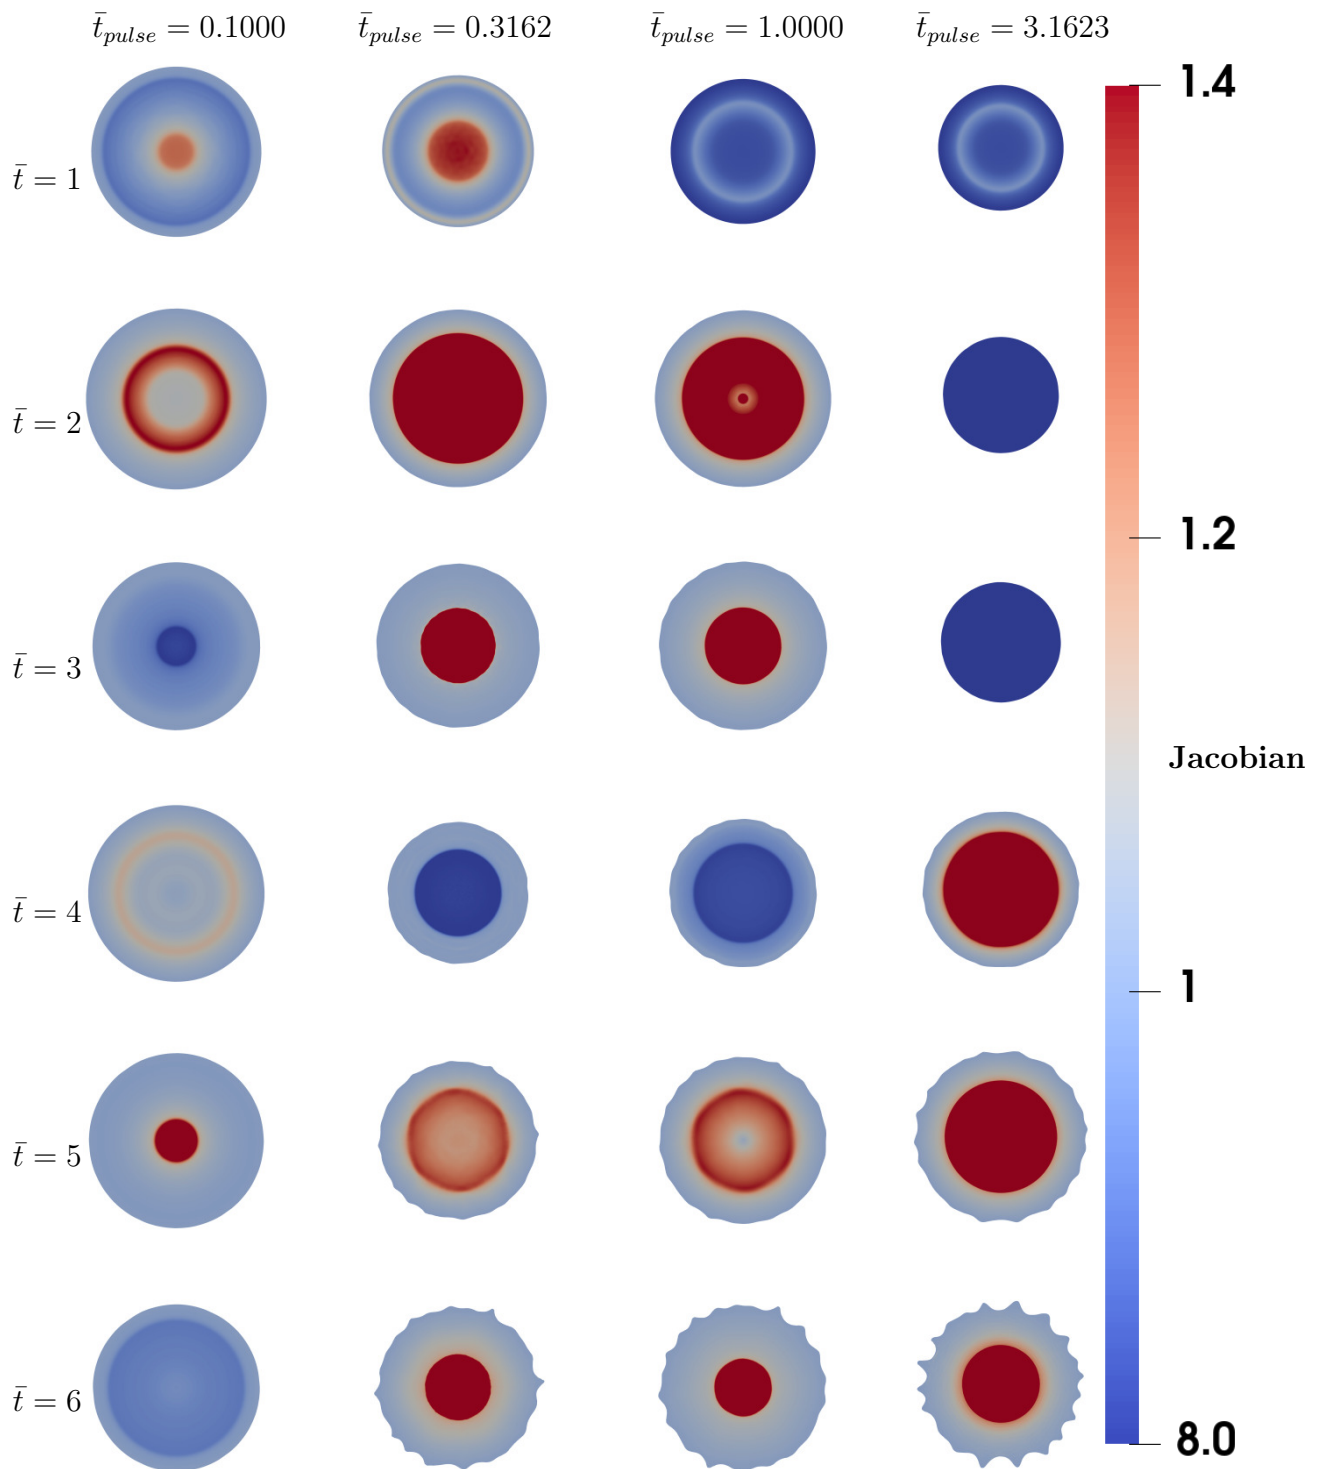 t̄pulse = 0.1000 t̄pulse = 0.3162 t̄pulse = 1.0000 t̄pulse = 3.1623
1.4
t̄ = 1
t̄ = 2
1.2
t̄ = 3
Jacobian
t̄ = 4
1
t̄ = 5
t̄ = 6
8.0